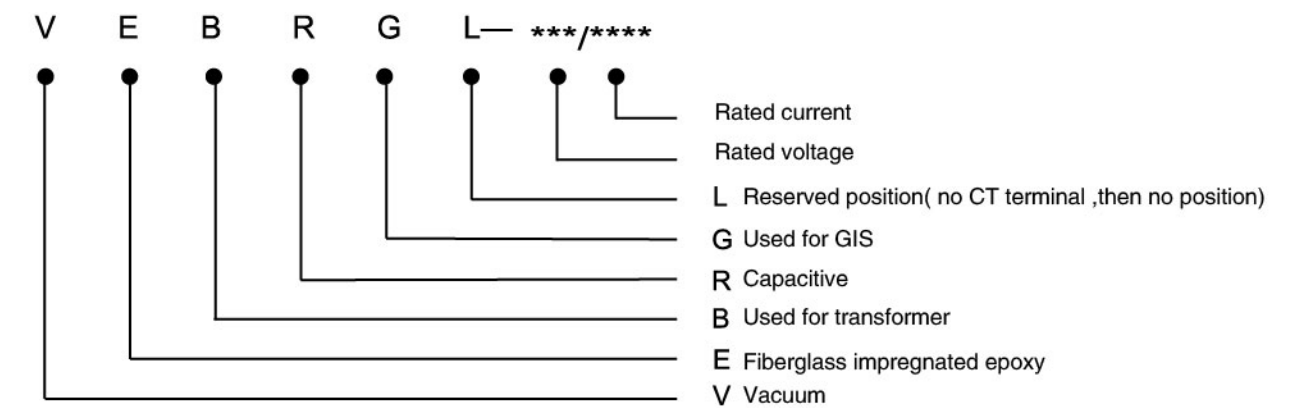 V E B R G L— ***/****
Rated current
Rated voltage
L Reserved position( no CT terminal ,then no position)
G Used for GIS
R Capacitive
B Used for transformer
E Fiberglass impregnated epoxy
V Vacuum